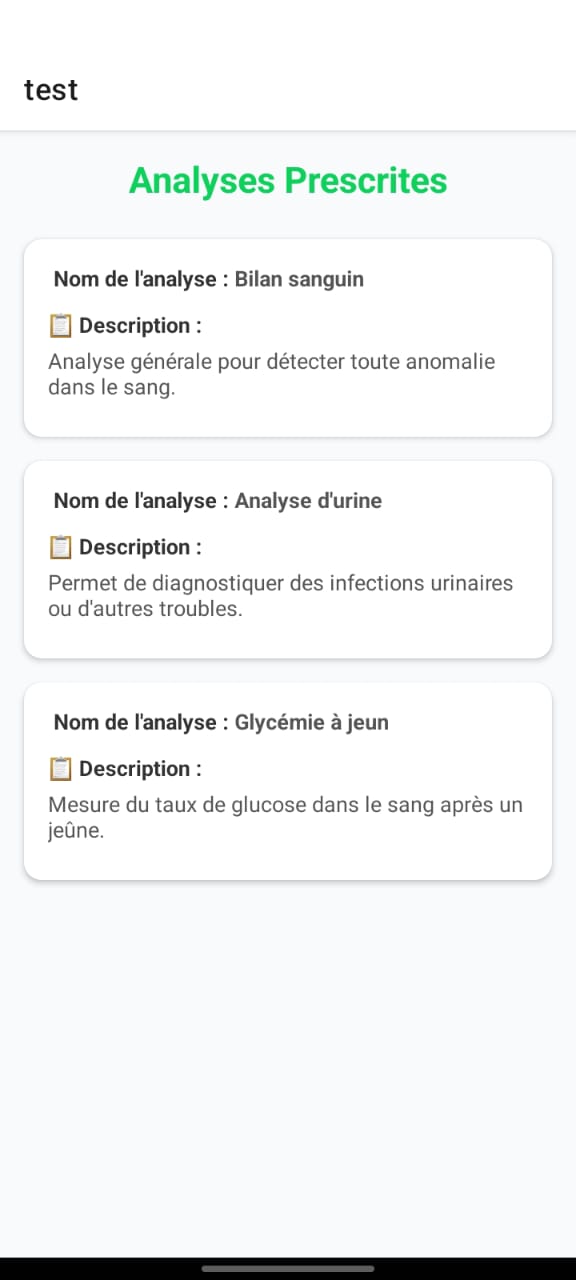 test
Analyses Prescrites
Nom de l'analyse : Bilan sanguin
📋 Description :
Analyse générale pour détecter toute anomalie
dans le sang.
Nom de l'analyse : Analyse d'urine
📋 Description :
Permet de diagnostiquer des infections urinaires
ou d'autres troubles.
Nom de l'analyse : Glycémie à jeun
📋 Description :
Mesure du taux de glucose dans le sang après un
jeûne.